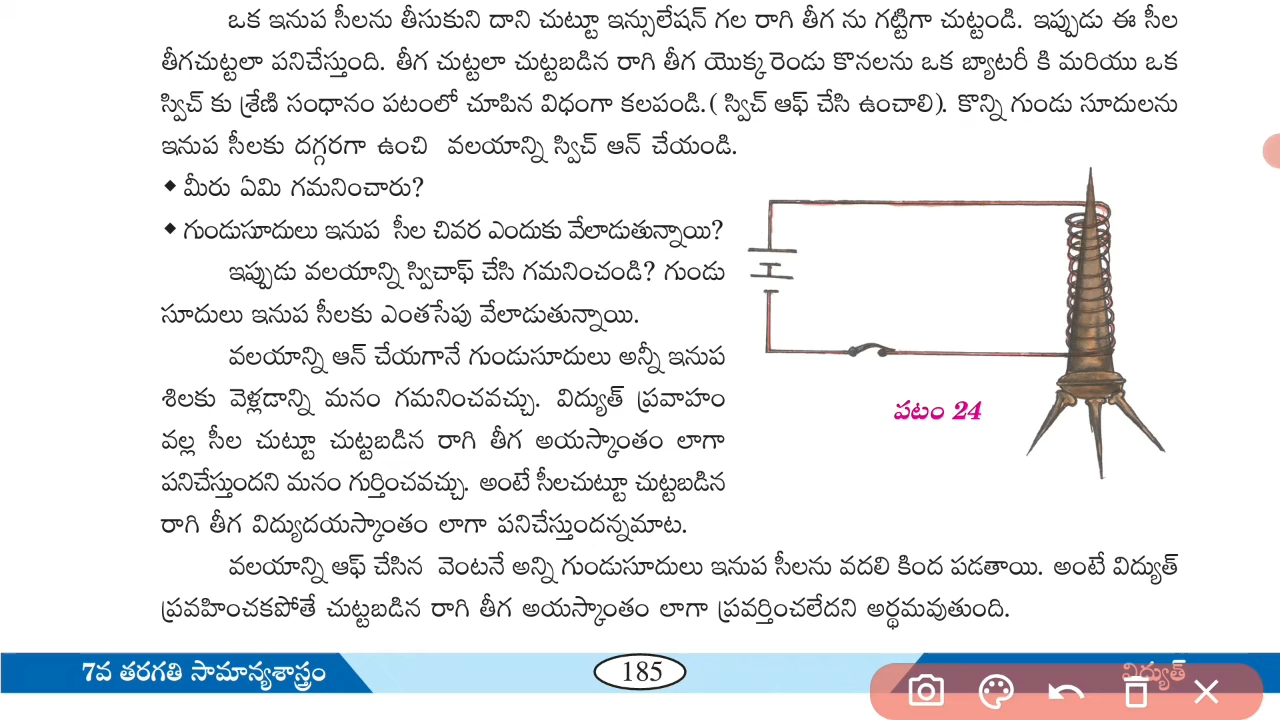 ఒక ఇనుప సీలను తీసుకుని దాని చుట్టూ ఇన్సులేషన్ గల రాగి తీగ ను గట్టిగా చుట్టండి. ఇప్పుడు ఈ సీల
తీగచుట్టలా పనిచేస్తుంది. తీగ చుట్టలా చుట్టబడిన రాగి తీగ యొక్క రెండు కొనలను ఒక బ్యాటరీ కి మరియు ఒక
స్విచ్ కు శ్రేణి సంధానం పటంలో చూపిన విధంగా కలపండి.( స్విచ్ ఆఫ్ చేసి ఉంచాలి). కొన్ని గుండు సూదులను
ఇనుప సీలకు దగ్గరగా ఉంచి వలయాన్ని స్విచ్ ఆన్ చేయండి.
◆ మీరు ఏమి గమనించారు?
◆ గుండుసూదులు ఇనుప సీల చివర ఎందుకు వేలాడుతున్నాయి?
ఇప్పుడు వలయాన్ని స్విచాఫ్ చేసి గమనించండి? గుండు
సూదులు ఇనుప సీలకు ఎంతసేపు వేలాడుతున్నాయి.
వలయాన్ని ఆన్ చేయగానే గుండుసూదులు అన్నీ ఇనుప
శిలకు వెళ్లడాన్ని మనం గమనించవచ్చు. విద్యుత్ ప్రవాహం
వల్ల సీల చుట్టూ చుట్టబడిన రాగి తీగ అయస్కాంతం లాగా
పనిచేస్తుందని మనం గుర్తించవచ్చు. అంటే సీలచుట్టూ చుట్టబడిన
రాగి తీగ విద్యుదయస్కాంతం లాగా పనిచేస్తుందన్నమాట.
పటం 24
వలయాన్ని ఆఫ్ చేసిన వెంటనే అన్ని గుండుసూదులు ఇనుప సీలను వదలి కింద పడతాయి. అంటే విద్యుత్
ప్రవహించకపోతే చుట్టబడిన రాగి తీగ అయస్కాంతం లాగా ప్రవర్తించలేదని అర్థమవుతుంది.
7వ తరగతి సామాన్యశాస్త్రం
185
విద్యుత్